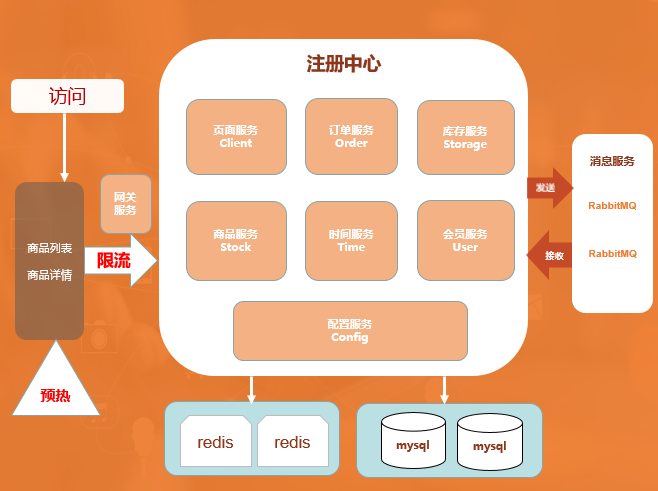 注册中心
访问
页面服务
Client
订单服务
Order
库存服务
Storage
消息服务
RabbitMQ
RabbitMQ
发送
接收
网关
服务
商品列表
商品详情
限流
商品服务
Stock
时间服务
Time
会员服务
User
配置服务
Config
预热
redis
redis
mysql
mysql